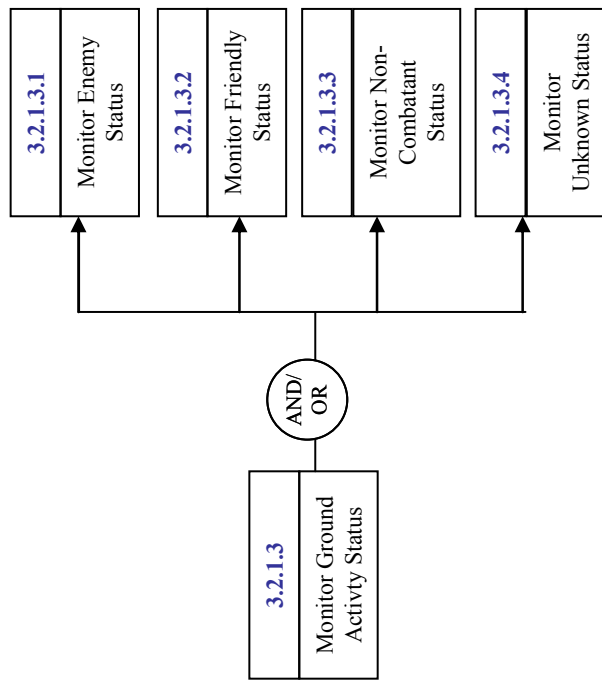 3.2.1.3
Monitor Ground
Activty Status
AND/
OR
3.2.1.3.1
Monitor Enemy
Status
3.2.1.3.2
Monitor Friendly
Status
3.2.1.3.3
Monitor Non-
Combatant
Status
3.2.1.3.4
Monitor
Unknown Status